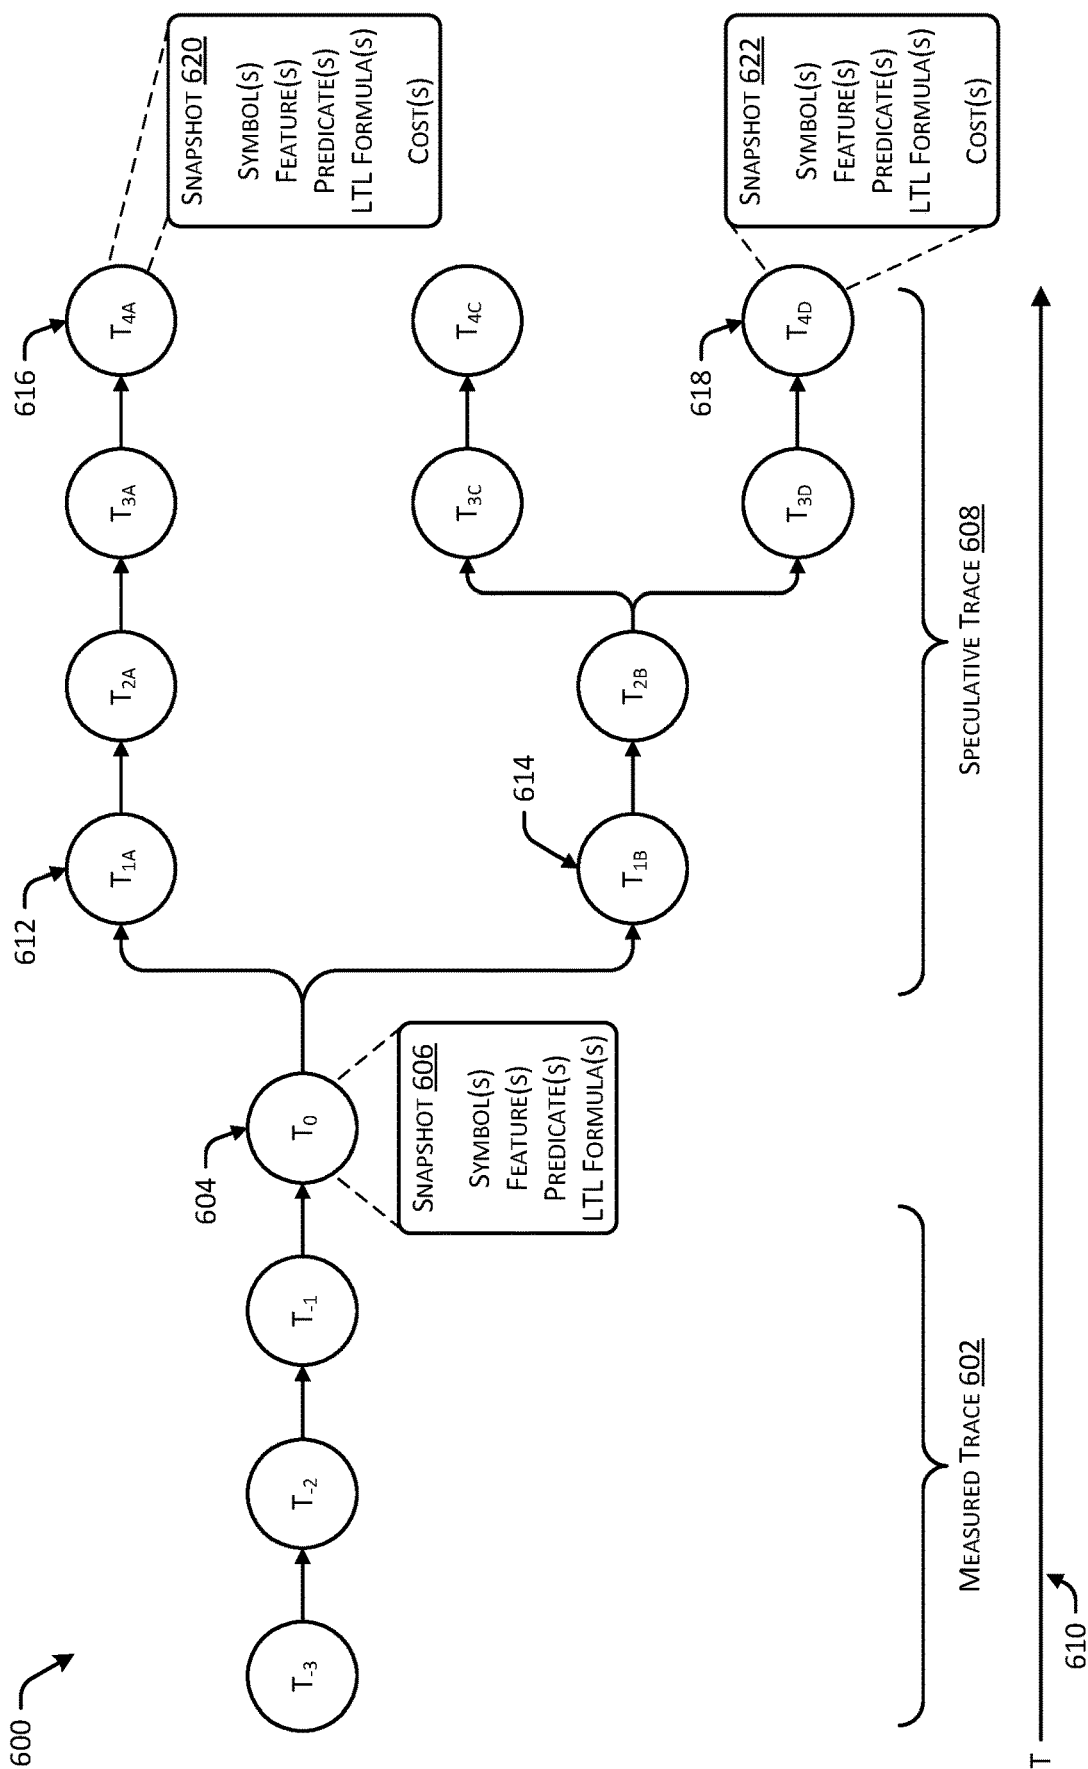 600
T-3
T-2
T-1
604
T0
SNAPSHOT 606
SYMBOL(S)
FEATURE(S)
PREDICATE(S)
LTL FORMULA(S)
612
T1A
T2A
T3A
616
T4A
SNAPSHOT 620
SYMBOL(S)
FEATURE(S)
PREDICATE(S)
LTL FORMULA(S)
COST(S)
614
T1B
T2B
T3C
T4C
T3D
618
T4D
SNAPSHOT 622
SYMBOL(S)
FEATURE(S)
PREDICATE(S)
LTL FORMULA(S)
COST(S)
MEASURED TRACE 602
SPECULATIVE TRACE 608
T
610